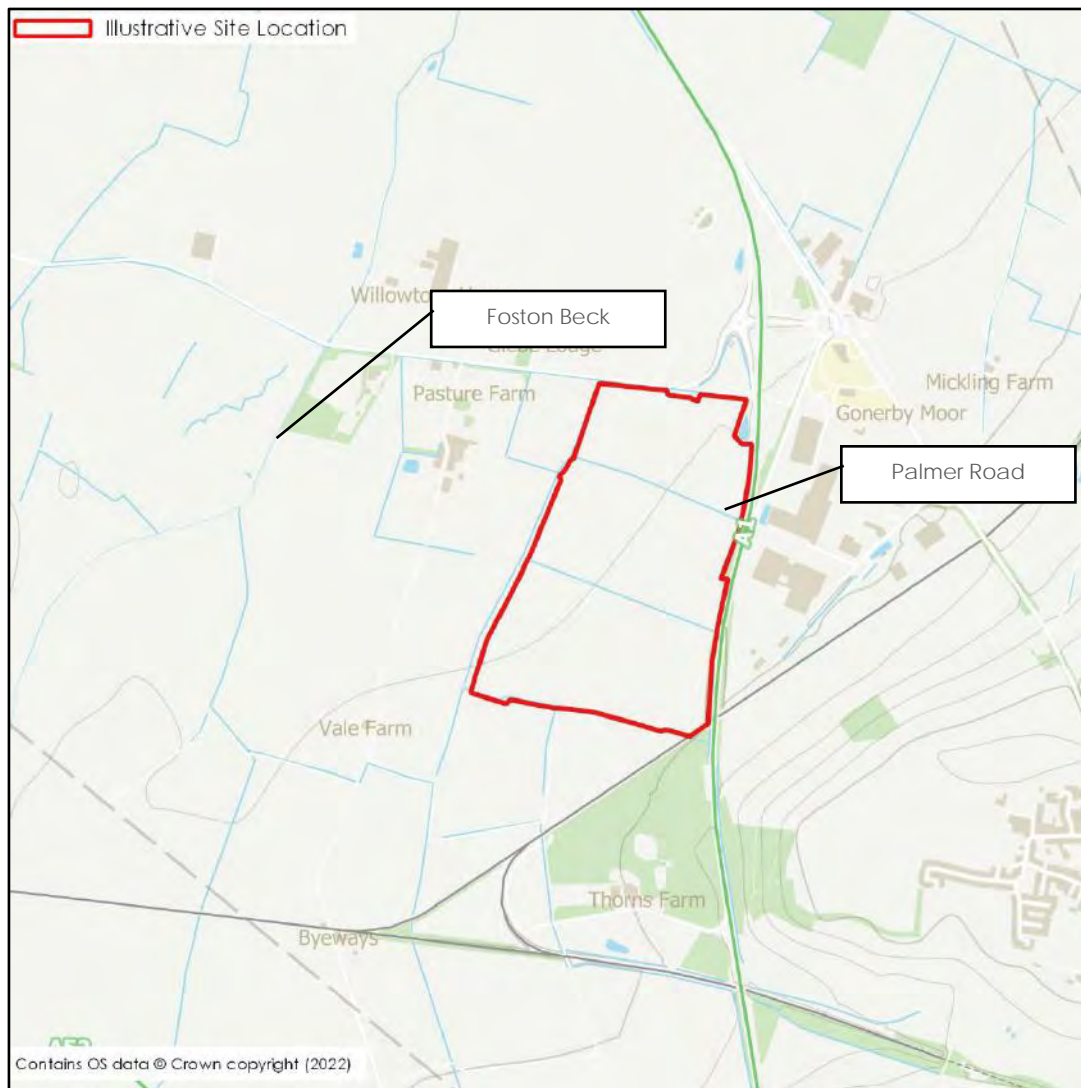 Illustrative Site Location
Foston Beck
Pasture Farm
Mickling Farm
Gonerby Moor
Palmer Road
A1
Vale Farm
Thorns Farm
Byeways
A52
Contains OS data © Crown copyright (2022)